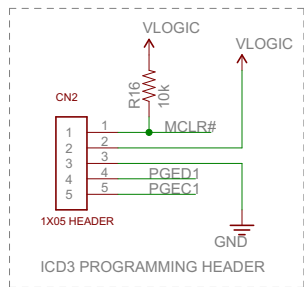 VLOGIC
VLOGIC
R16
10k
CN2
1 1 MCLR#
2 2
3 3
4 4 PGED1
5 5 PGEC1
1X05 HEADER
GND
ICD3 PROGRAMMING HEADER